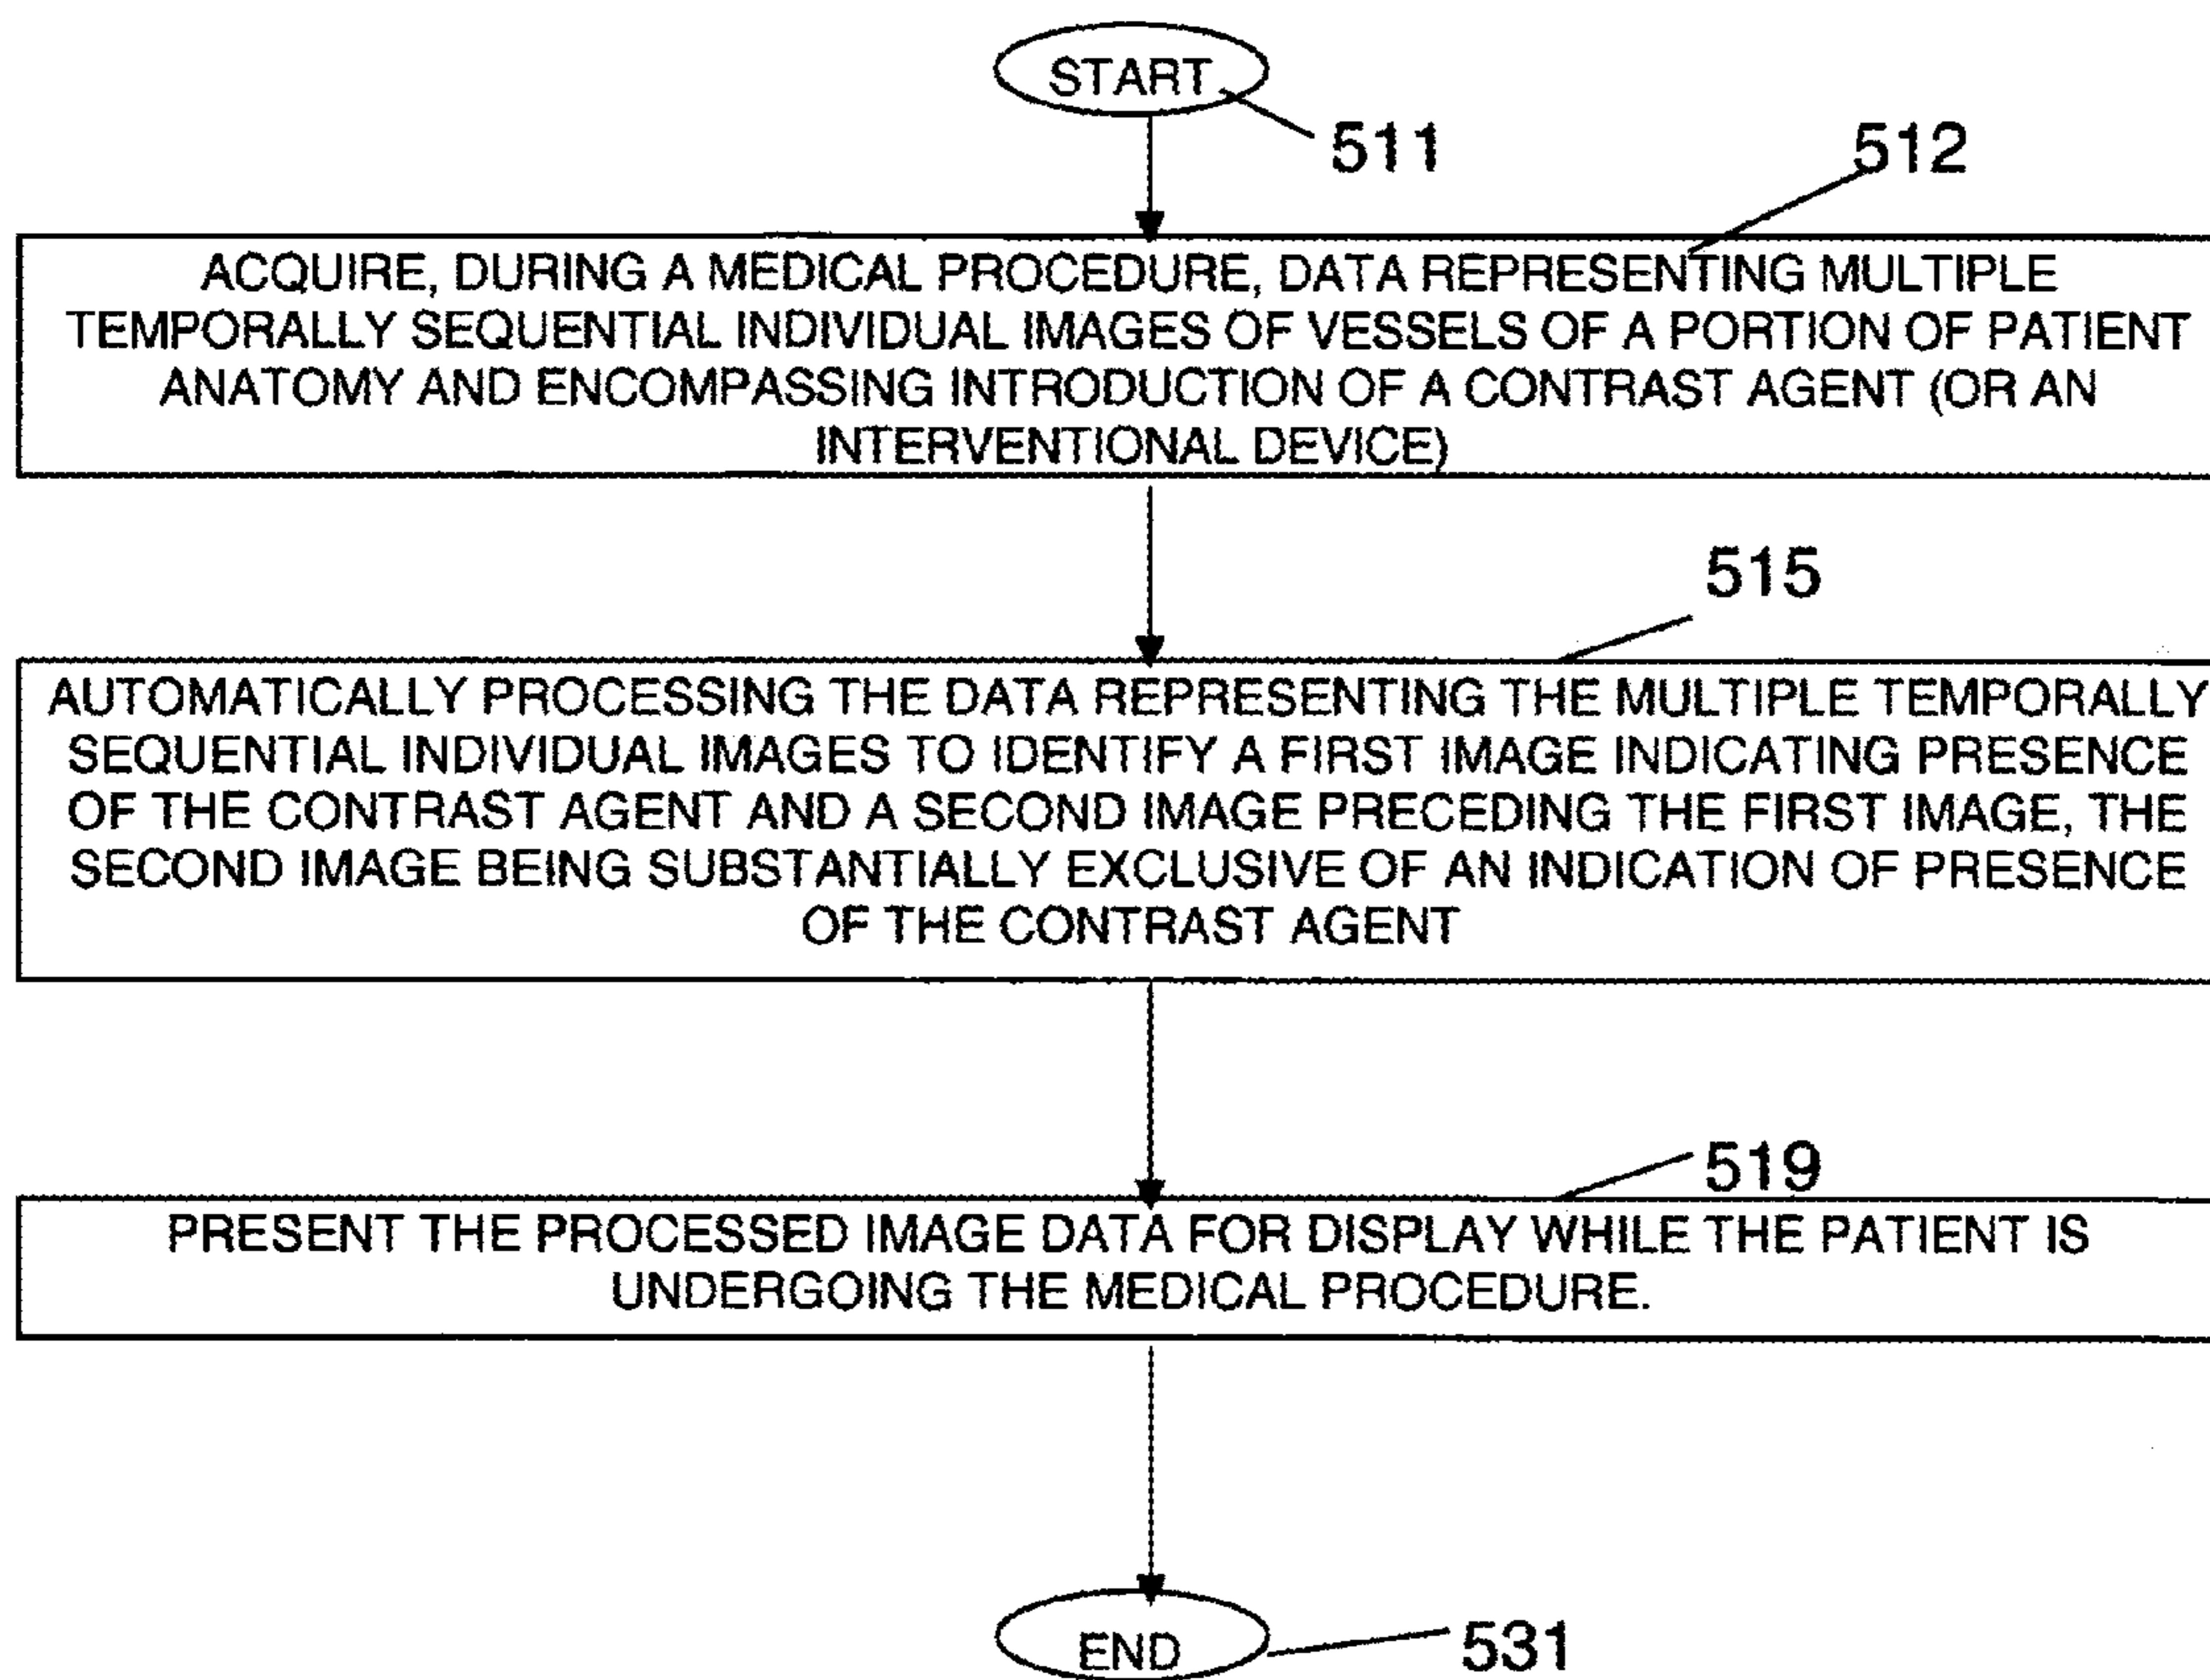 START
511
512
ACQUIRE, DURING A MEDICAL PROCEDURE, DATA REPRESENTING MULTIPLE
TEMPORALLY SEQUENTIAL INDIVIDUAL IMAGES OF VESSELS OF A PORTION OF PATIENT
ANATOMY AND ENCOMPASSING INTRODUCTION OF A CONTRAST AGENT (OR AN
INTERVENTIONAL DEVICE)
515
AUTOMATICALLY PROCESSING THE DATA REPRESENTING THE MULTIPLE TEMPORALLY
SEQUENTIAL INDIVIDUAL IMAGES TO IDENTIFY A FIRST IMAGE INDICATING PRESENCE
OF THE CONTRAST AGENT AND A SECOND IMAGE PRECEDING THE FIRST IMAGE, THE
SECOND IMAGE BEING SUBSTANTIALLY EXCLUSIVE OF AN INDICATION OF PRESENCE
OF THE CONTRAST AGENT
519
PRESENT THE PROCESSED IMAGE DATA FOR DISPLAY WHILE THE PATIENT IS
UNDERGOING THE MEDICAL PROCEDURE.
END
531